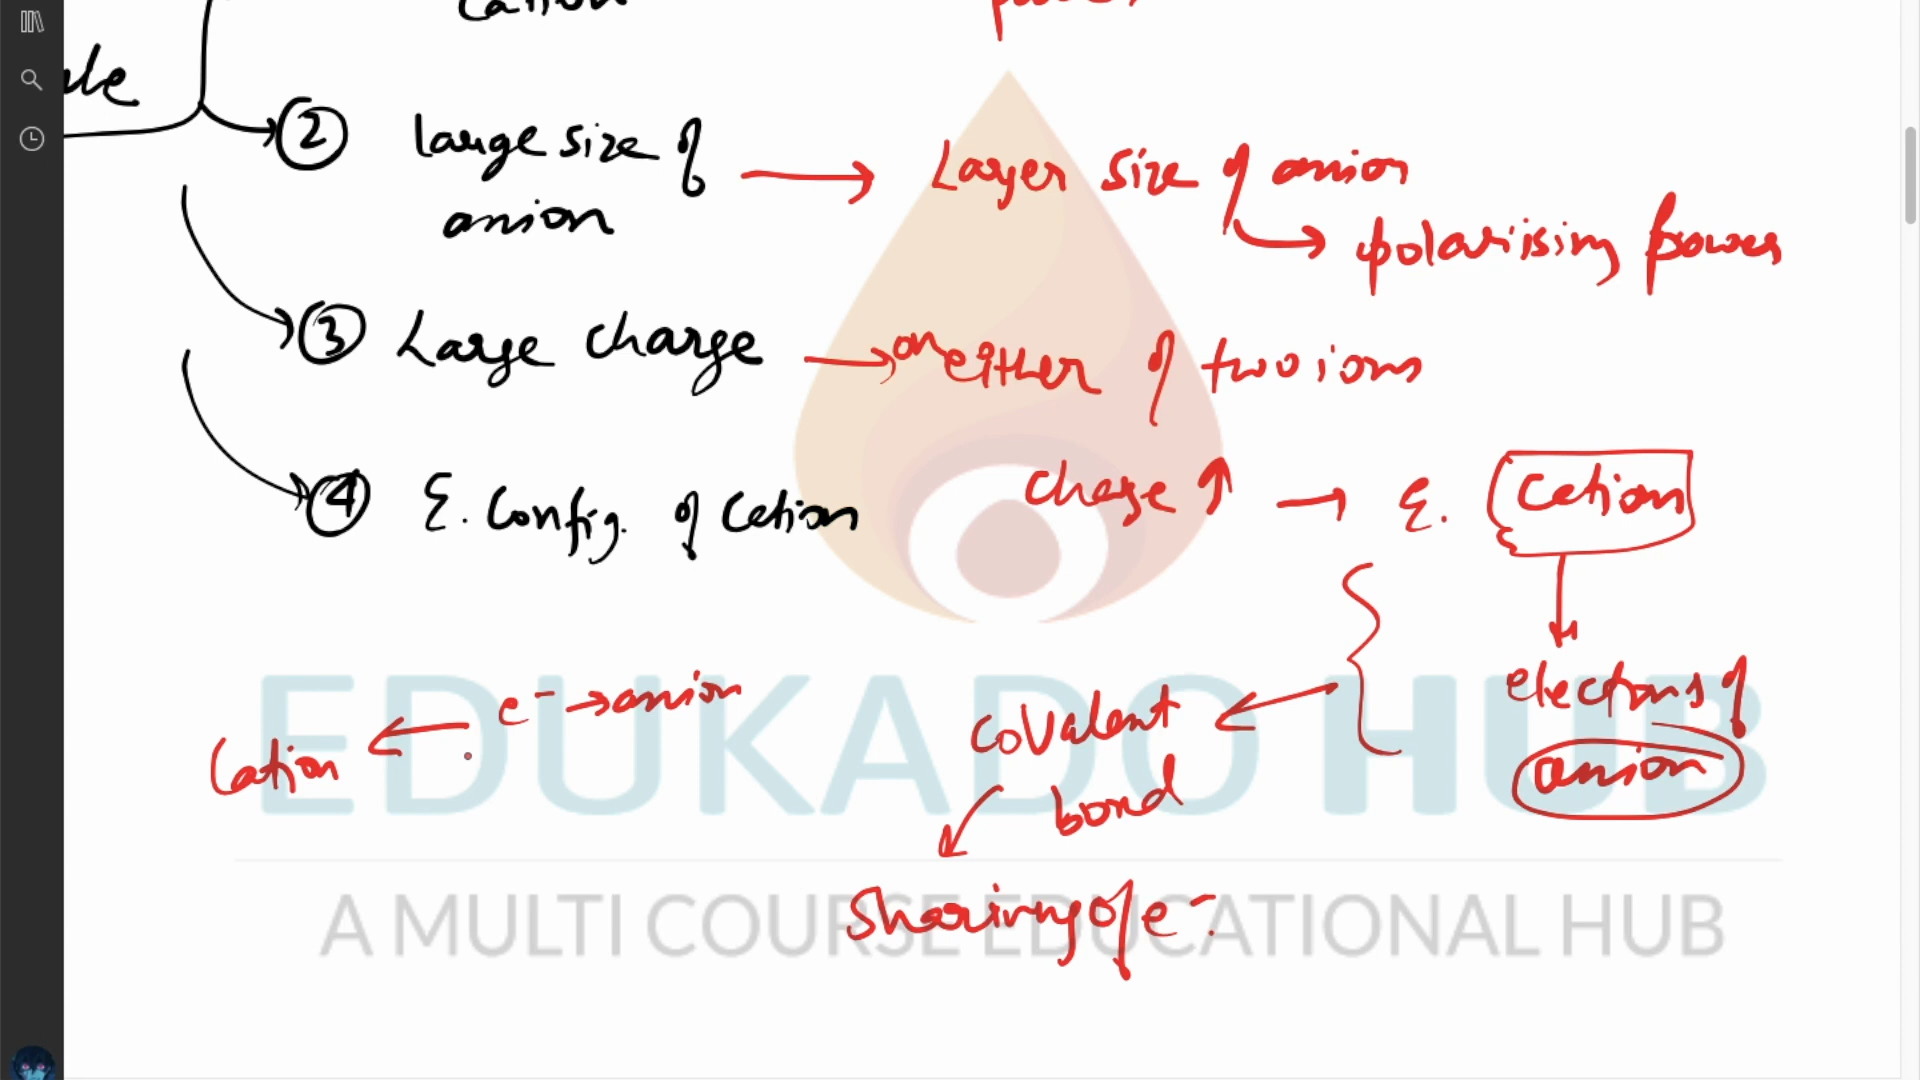 Cation
power
ule
② large size of → Larger size of anion
anion
→ polarising power
③ Large charge → on either of two ions
④ E. Config. of Cation
charge ↑ → E. Cation
electrons of
anion
e⁻ → anion
Cation
covalent
bond
Sharing of e⁻
EDUKADO HUB
A MULTI COURSE EDUCATIONAL HUB